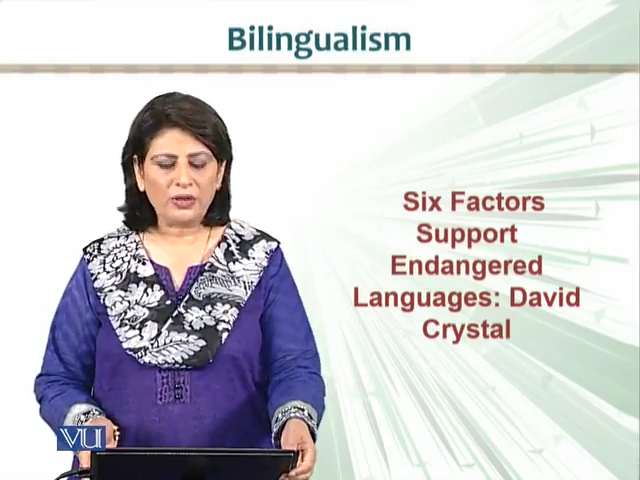 Bilingualism
Six Factors
Support
Endangered
Languages: David
Crystal
VU